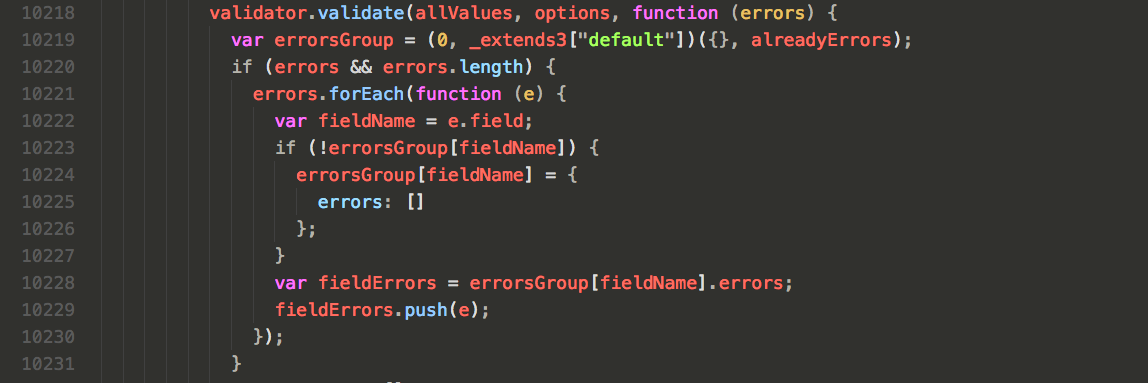 10218 validator.validate(allValues, options, function (errors) {
10219 var errorsGroup = (0, _extends3["default"])({}, alreadyErrors);
10220 if (errors && errors.length) {
10221 errors.forEach(function (e) {
10222 var fieldName = e.field;
10223 if (!errorsGroup[fieldName]) {
10224 errorsGroup[fieldName] = {
10225 errors: []
10226 };
10227 }
10228 var fieldErrors = errorsGroup[fieldName].errors;
10229 fieldErrors.push(e);
10230 });
10231 }